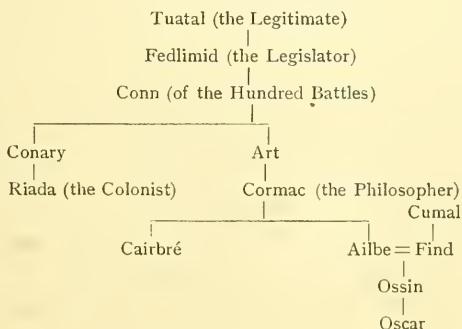 Tuatal (the Legitimate)
Fedlimid (the Legislator)
Conn (of the Hundred Battles)
Conary Art
Riada (the Colonist) Cormac (the Philosopher)
Cumal
Cairbré Ailbe = Find
Ossin
Oscar